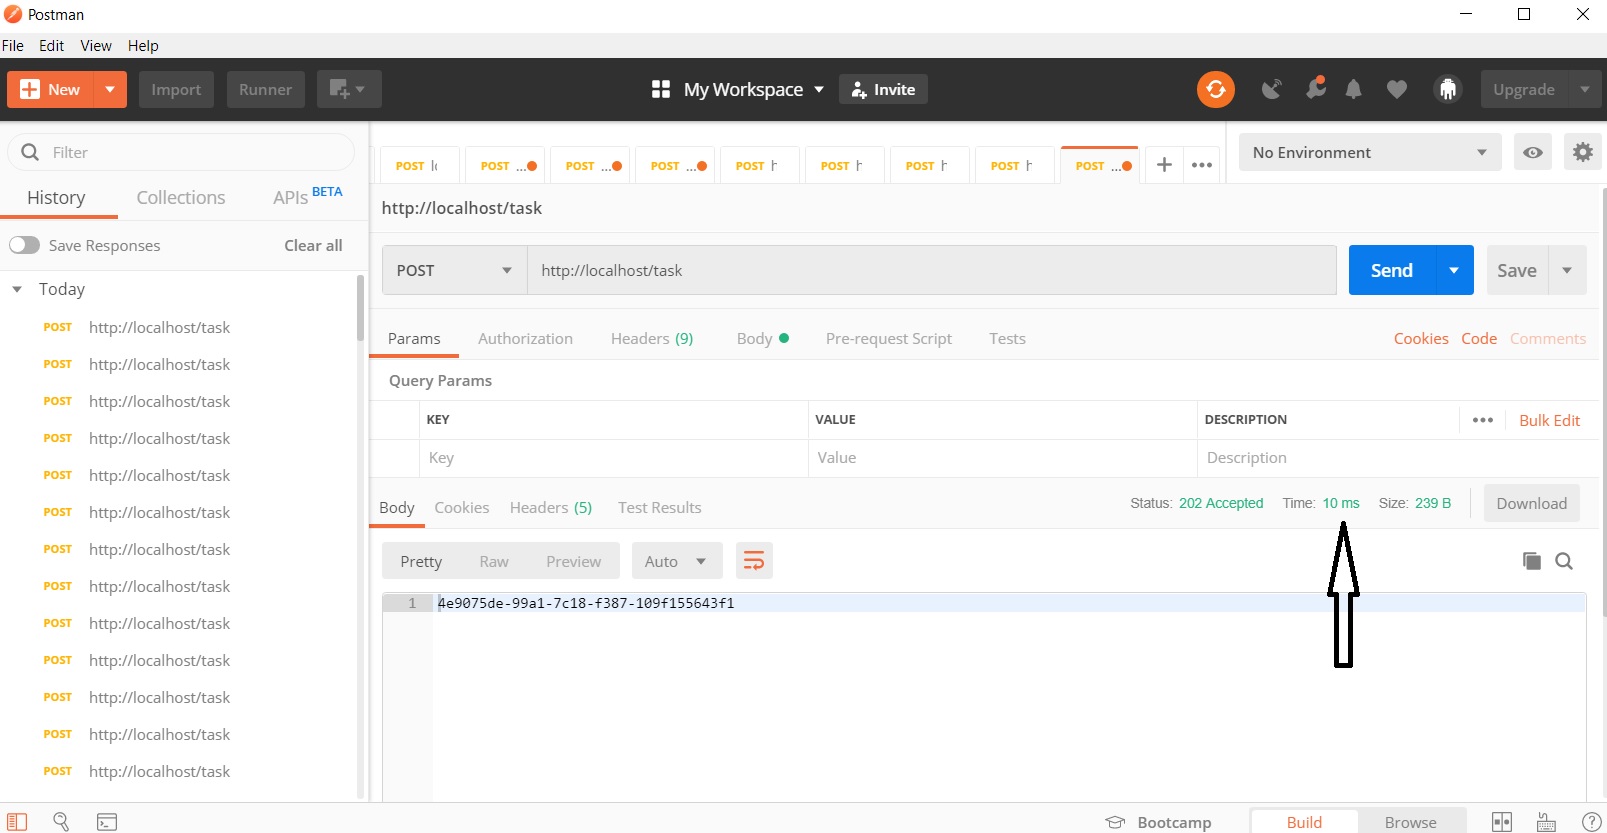 Postman
File Edit View Help
New Import Runner My Workspace Invite Upgrade
Filter
History Collections APIs BETA
Save Responses Clear all
Today
POST http://localhost/task
POST http://localhost/task
POST http://localhost/task
POST http://localhost/task
POST http://localhost/task
POST http://localhost/task
POST http://localhost/task
POST http://localhost/task
POST http://localhost/task
POST http://localhost/task
POST http://localhost/task
POST http://localhost/task
POST http://localhost/task
POST POST ... POST ... POST ... POST POST POST POST POST ...
No Environment
http://localhost/task
POST http://localhost/task Send Save
Params Authorization Headers (9) Body Pre-request Script Tests Cookies Code Comments
Query Params
KEY VALUE DESCRIPTION Bulk Edit
Key Value Description
Body Cookies Headers (5) Test Results Status: 202 Accepted Time: 10 ms Size: 239 B Download
Pretty Raw Preview Auto
1 4e9075de-99a1-7c18-f387-109f155643f1
Bootcamp Build Browse